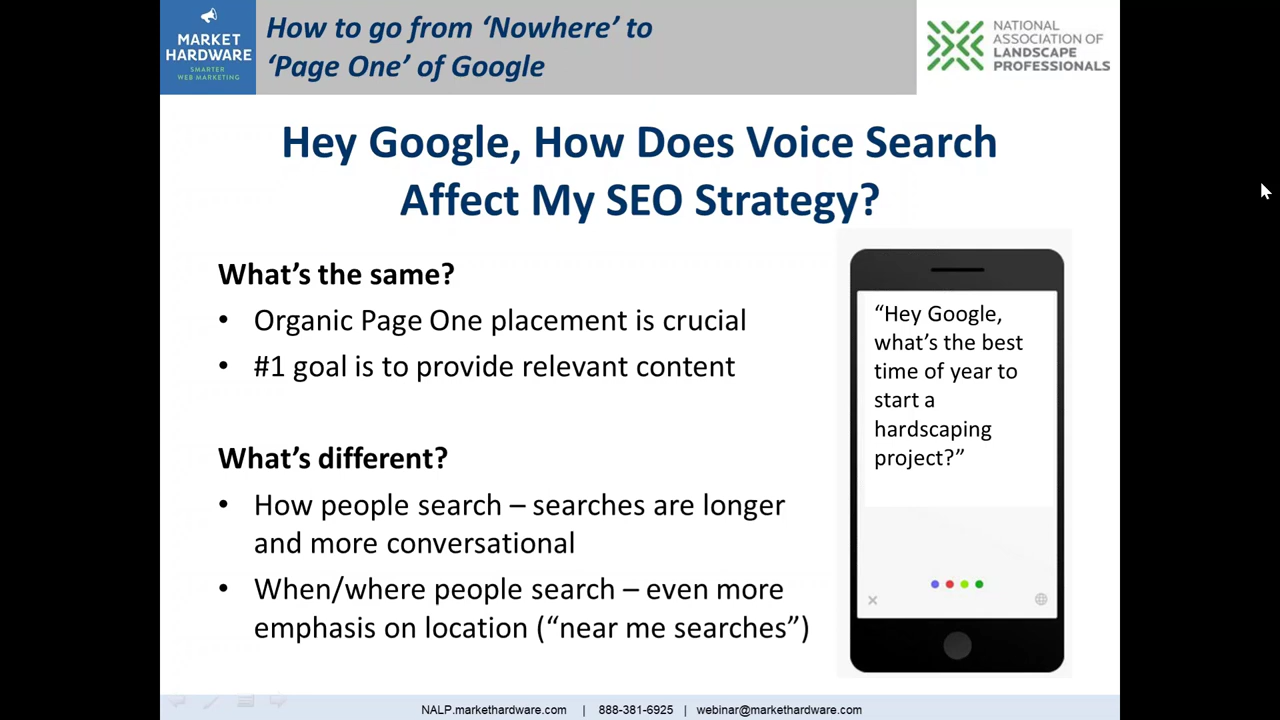 MARKET
HARDWARE
SMARTER
WEB MARKETING
How to go from ‘Nowhere’ to
‘Page One’ of Google
NATIONAL
ASSOCIATION OF
LANDSCAPE
PROFESSIONALS
Hey Google, How Does Voice Search
Affect My SEO Strategy?
What’s the same?
• Organic Page One placement is crucial
• #1 goal is to provide relevant content
What’s different?
• How people search – searches are longer
and more conversational
• When/where people search – even more
emphasis on location (“near me searches”)
“Hey Google,
what’s the best
time of year to
start a
hardscaping
project?”
NALP.markethardware.com | 888-381-6925 | webinar@markethardware.com